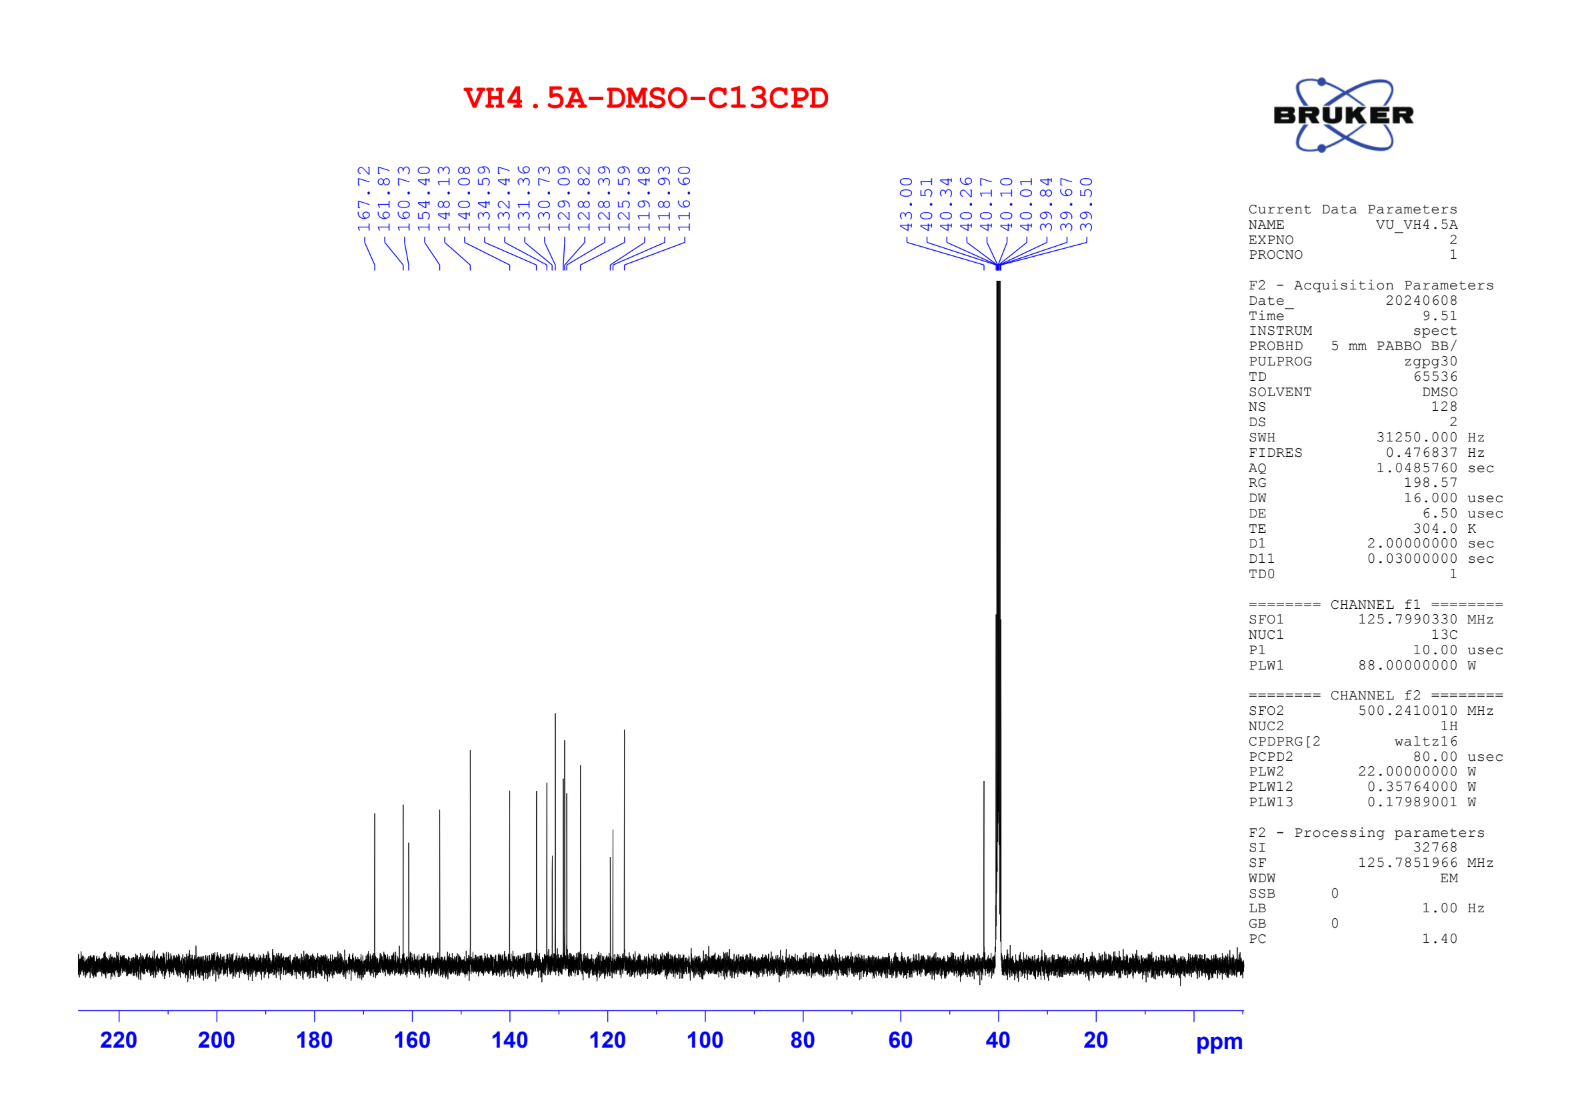 VH4.5A-DMSO-C13CPD
BRUKER
167.72
161.87
160.73
154.40
148.13
140.08
134.59
132.47
131.36
130.73
129.09
128.82
128.39
125.59
119.48
118.93
116.60
43.00
40.51
40.34
40.26
40.17
40.10
40.01
39.84
39.67
39.50
Current Data Parameters
NAME VU_VH4.5A
EXPNO 2
PROCNO 1
F2 - Acquisition Parameters
Date_ 20240608
Time 9.51
INSTRUM spect
PROBHD 5 mm PABBO BB/
PULPROG zgpg30
TD 65536
SOLVENT DMSO
NS 128
DS 2
SWH 31250.000 Hz
FIDRES 0.476837 Hz
AQ 1.0485760 sec
RG 198.57
DW 16.000 usec
DE 6.50 usec
TE 304.0 K
D1 2.00000000 sec
D11 0.03000000 sec
TD0 1
======== CHANNEL f1 ========
SFO1 125.7990330 MHz
NUC1 13C
P1 10.00 usec
PLW1 88.00000000 W
======== CHANNEL f2 ========
SFO2 500.2410010 MHz
NUC2 1H
CPDPRG[2 waltz16
PCPD2 80.00 usec
PLW2 22.00000000 W
PLW12 0.35764000 W
PLW13 0.17989001 W
F2 - Processing parameters
SI 32768
SF 125.7851966 MHz
WDW EM
SSB 0
LB 1.00 Hz
GB 0
PC 1.40
220 200 180 160 140 120 100 80 60 40 20 ppm